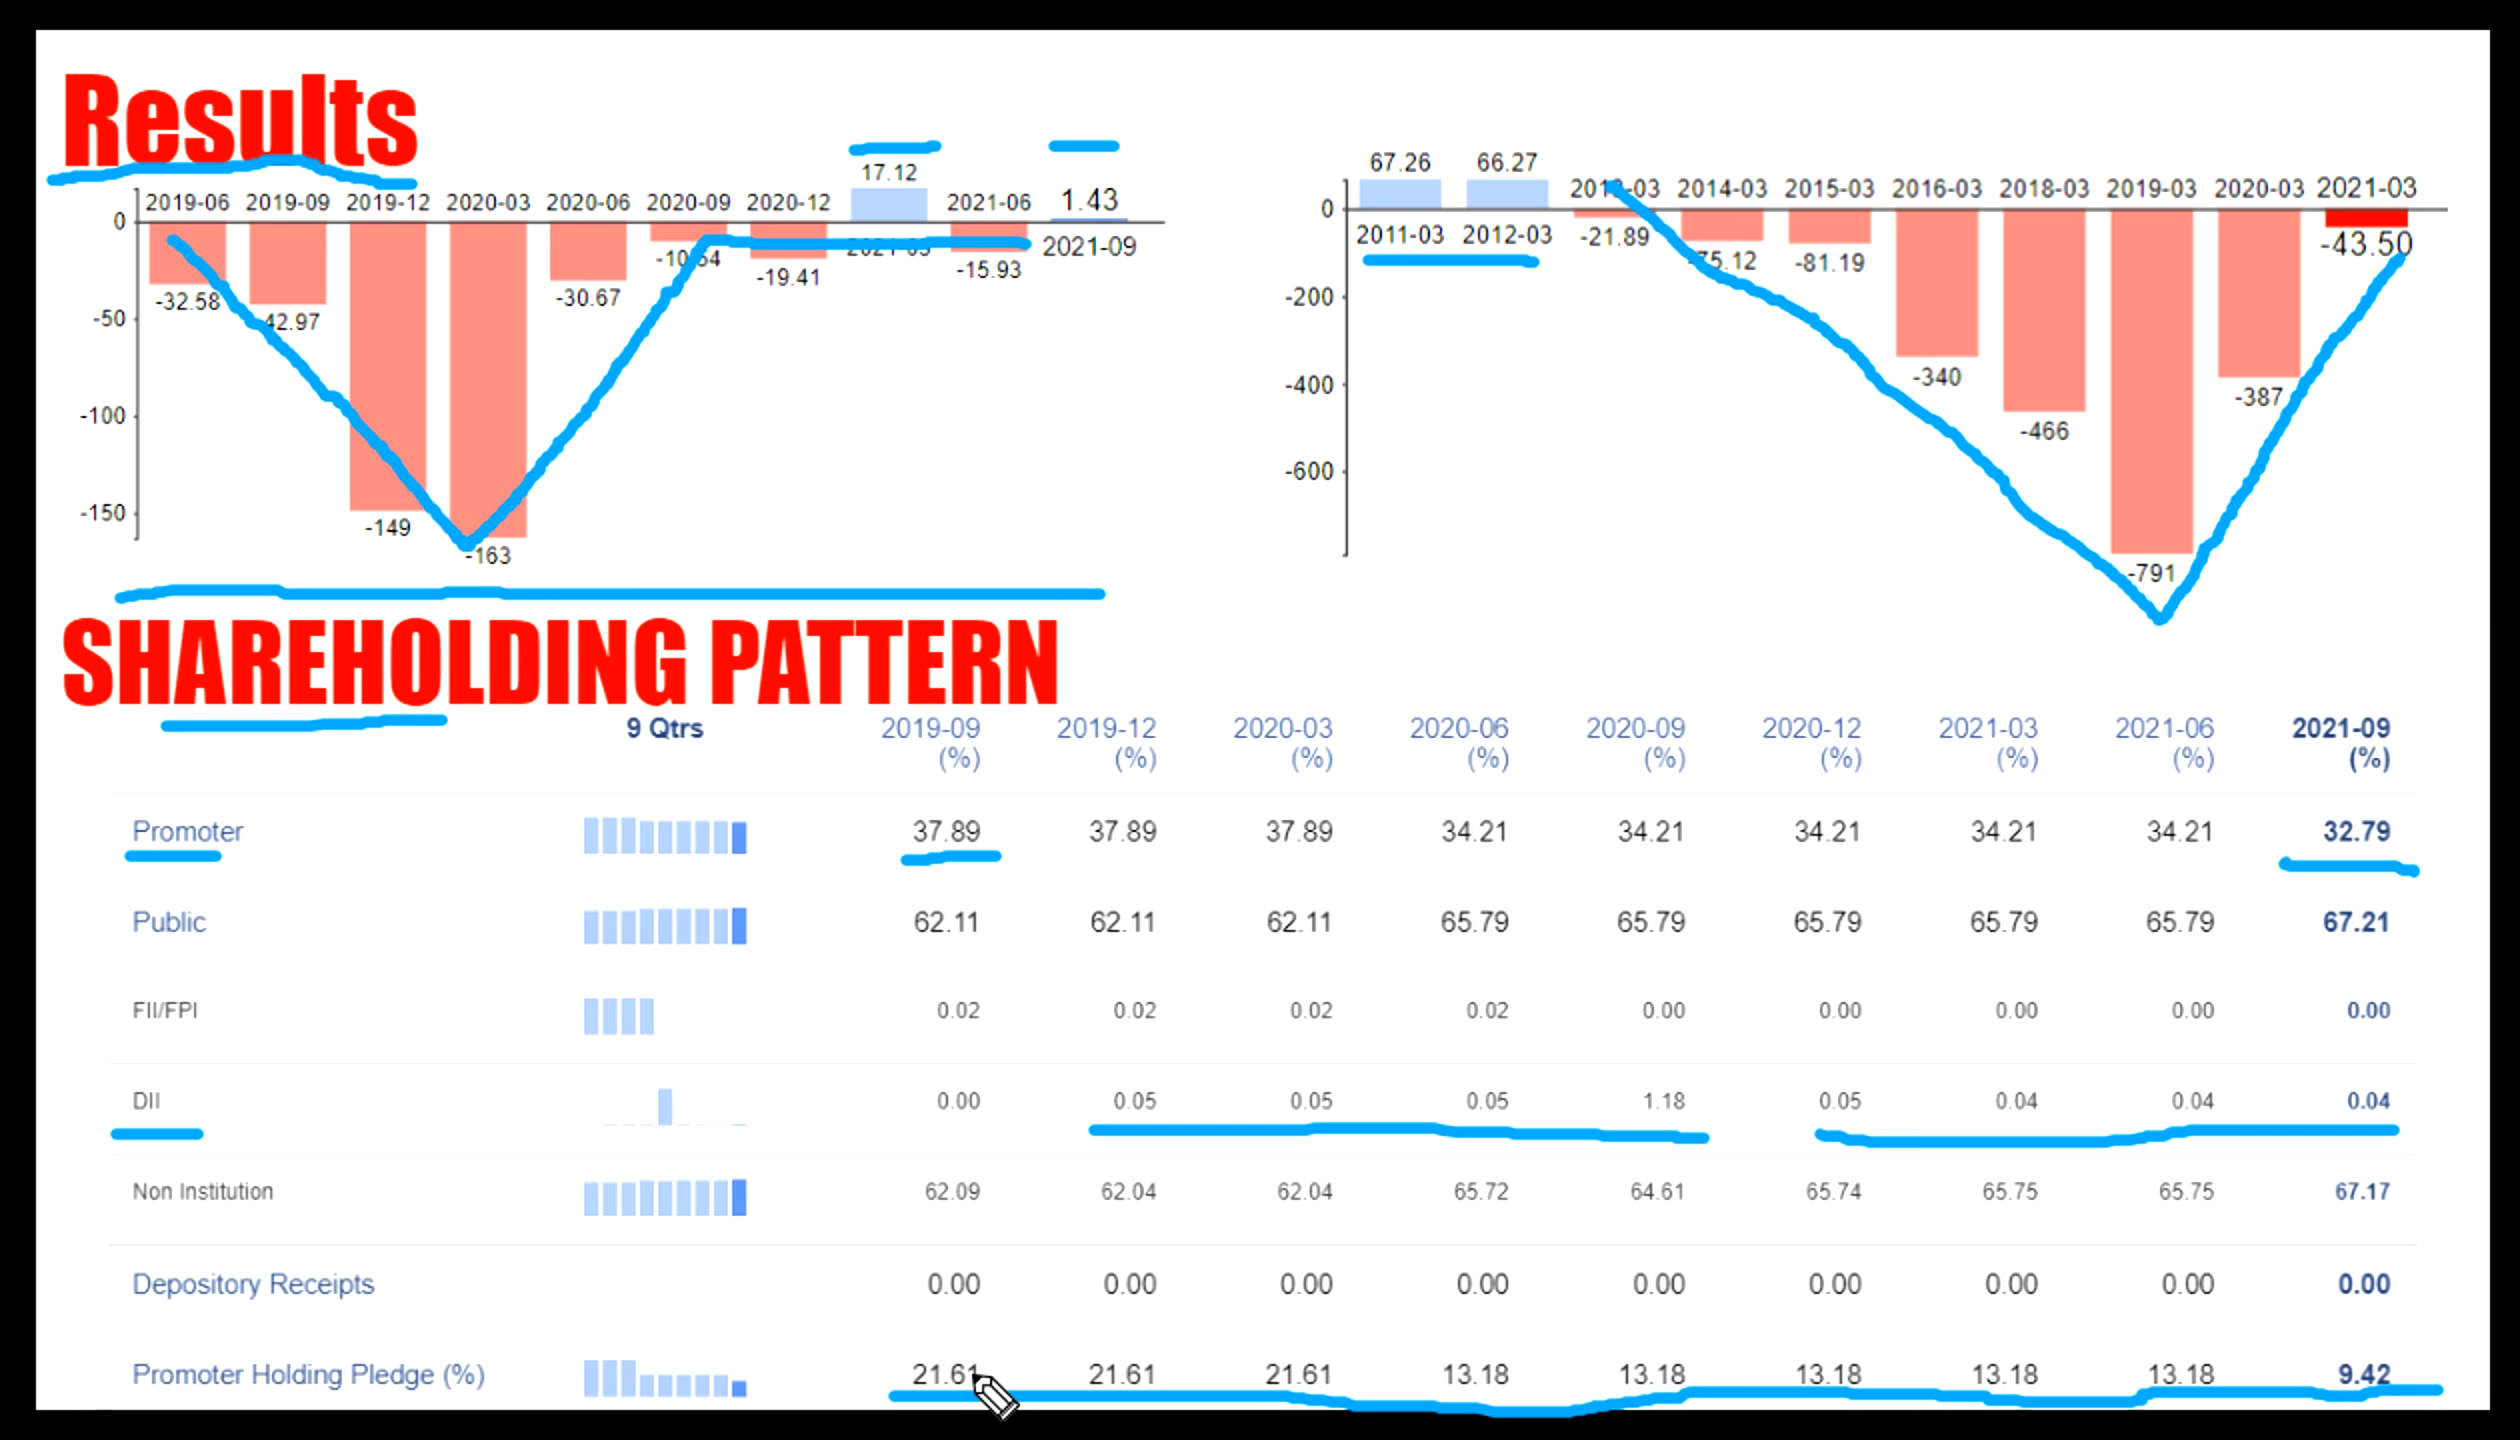 Results
17.12
2019-06 2019-09 2019-12 2020-03 2020-06 2020-09 2020-12 2021-06 1.43
0
2021-09
-32.58 42.97 -149 -163 -30.67 -19.41 -15.93
-50
-100
-150
67.26 66.27
2014-03 2015-03 2016-03 2018-03 2019-03 2020-03 2021-03
0
2011-03 2012-03 -21.89 75.12 -81.19 -340 -466 -791 -387 -43.50
-200
-400
-600
SHAREHOLDING PATTERN
9 Qtrs 2019-09 (%) 2019-12 (%) 2020-03 (%) 2020-06 (%) 2020-09 (%) 2020-12 (%) 2021-03 (%) 2021-06 (%) 2021-09 (%)
Promoter 37.89 37.89 37.89 34.21 34.21 34.21 34.21 34.21 32.79
Public 62.11 62.11 62.11 65.79 65.79 65.79 65.79 65.79 67.21
FII/FPI 0.02 0.02 0.02 0.02 0.00 0.00 0.00 0.00 0.00
DII 0.00 0.05 0.05 0.05 1.18 0.05 0.04 0.04 0.04
Non Institution 62.09 62.04 62.04 65.72 64.61 65.74 65.75 65.75 67.17
Depository Receipts 0.00 0.00 0.00 0.00 0.00 0.00 0.00 0.00 0.00
Promoter Holding Pledge (%) 21.61 21.61 21.61 13.18 13.18 13.18 13.18 13.18 9.42